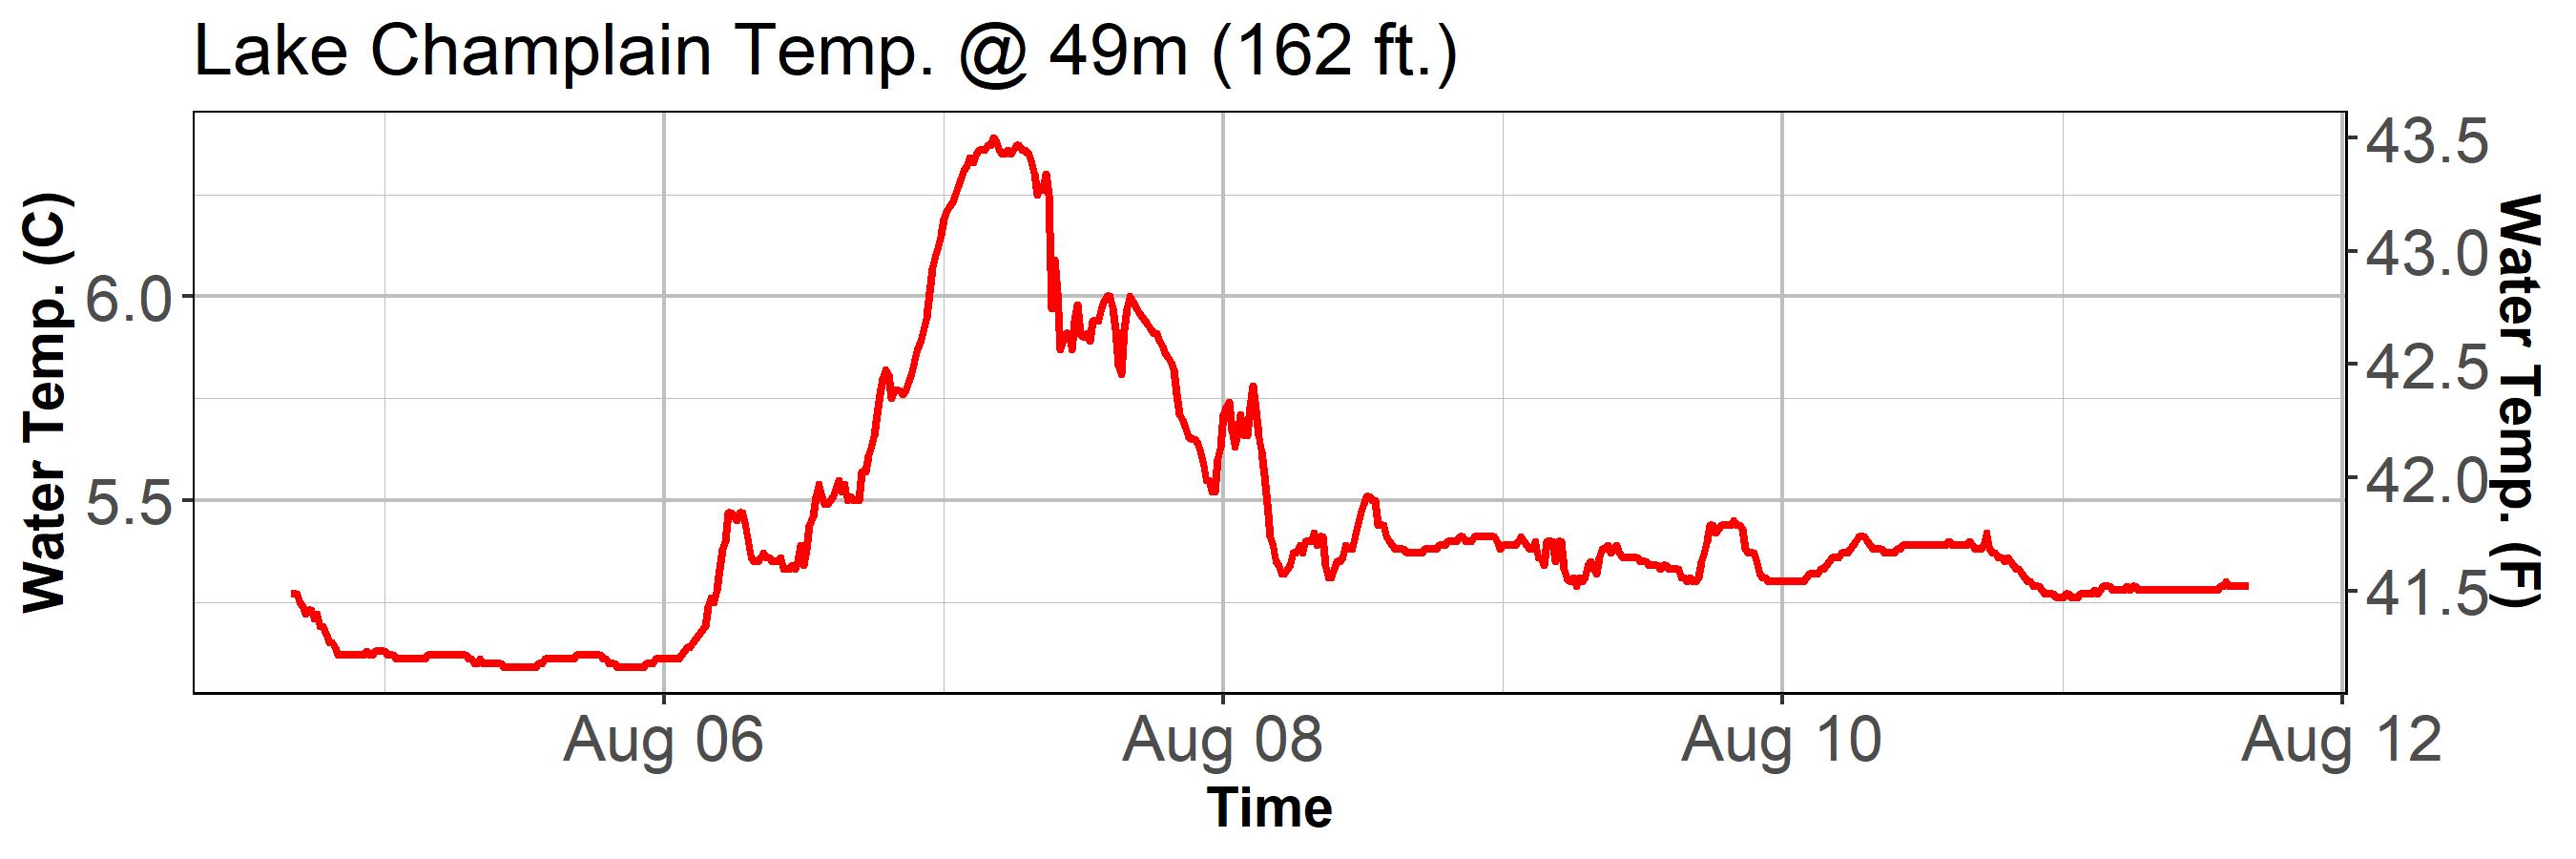 Lake Champlain Temp. @ 49m (162 ft.)
Water Temp. (C)
6.0
5.5
43.5
43.0
42.5
42.0
41.5
Water Temp. (F)
Aug 06 Aug 08 Aug 10 Aug 12
Time